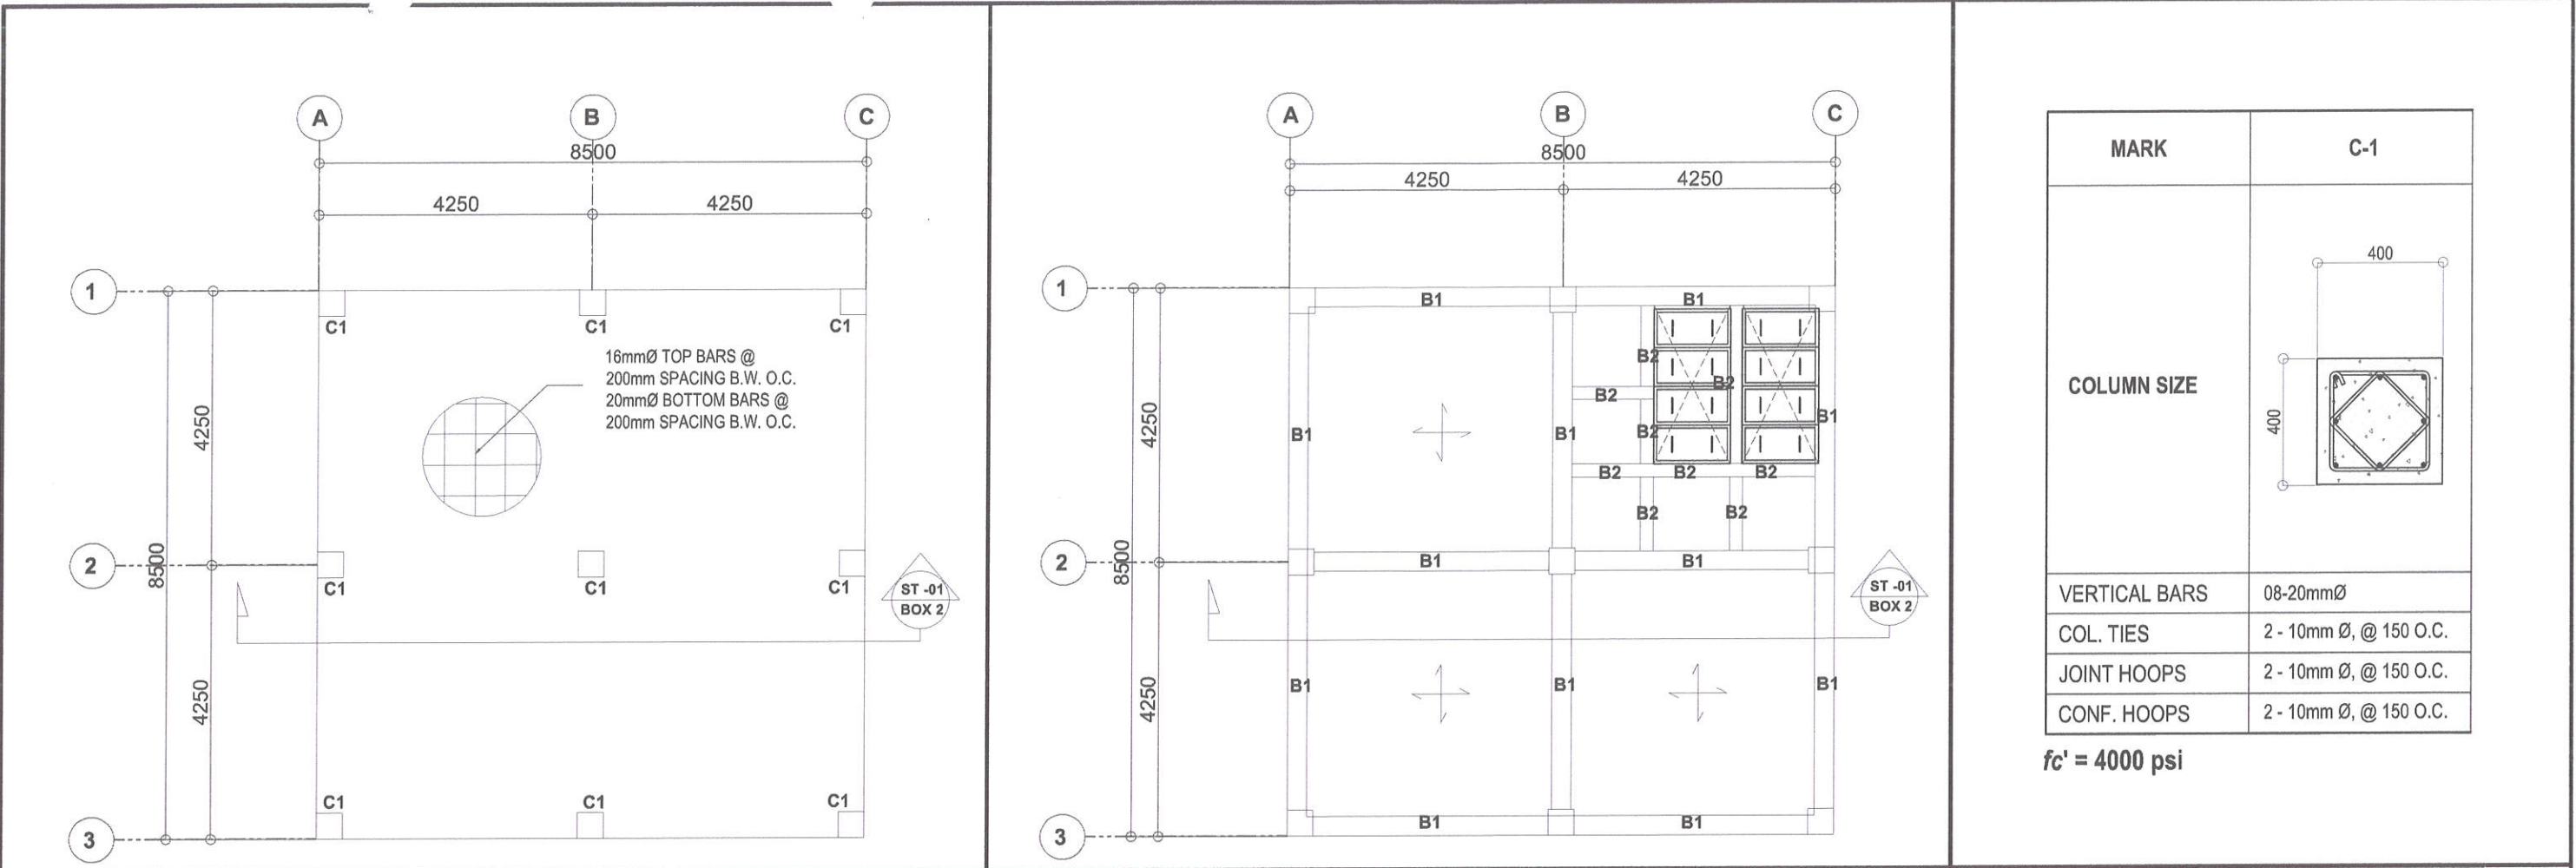 A
B
C
8500
4250
4250
1
C1
C1
C1
16mmØ TOP BARS @
200mm SPACING B.W. O.C.
20mmØ BOTTOM BARS @
200mm SPACING B.W. O.C.
4250
8500
2
C1
C1
C1
ST -01
BOX 2
4250
C1
C1
C1
3
A
B
C
8500
4250
4250
1
B1
B1
B2
B2
B2
4250
B1
B1
B2
B1
B2
B2
B2
B2
B2
8500
2
B1
B1
ST -01
BOX 2
4250
B1
B1
B1
3
B1
B1
MARK
C-1
COLUMN SIZE
400
400
VERTICAL BARS
08-20mmØ
COL. TIES
2 - 10mm Ø, @ 150 O.C.
JOINT HOOPS
2 - 10mm Ø, @ 150 O.C.
CONF. HOOPS
2 - 10mm Ø, @ 150 O.C.
fc' = 4000 psi